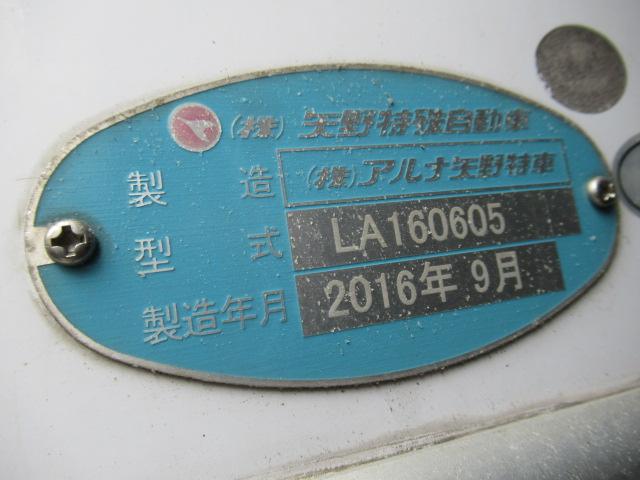 (株)矢野特殊自動車
製造 (株)アルナ矢野特車
型式 LA160605
製造年月 2016年 9月